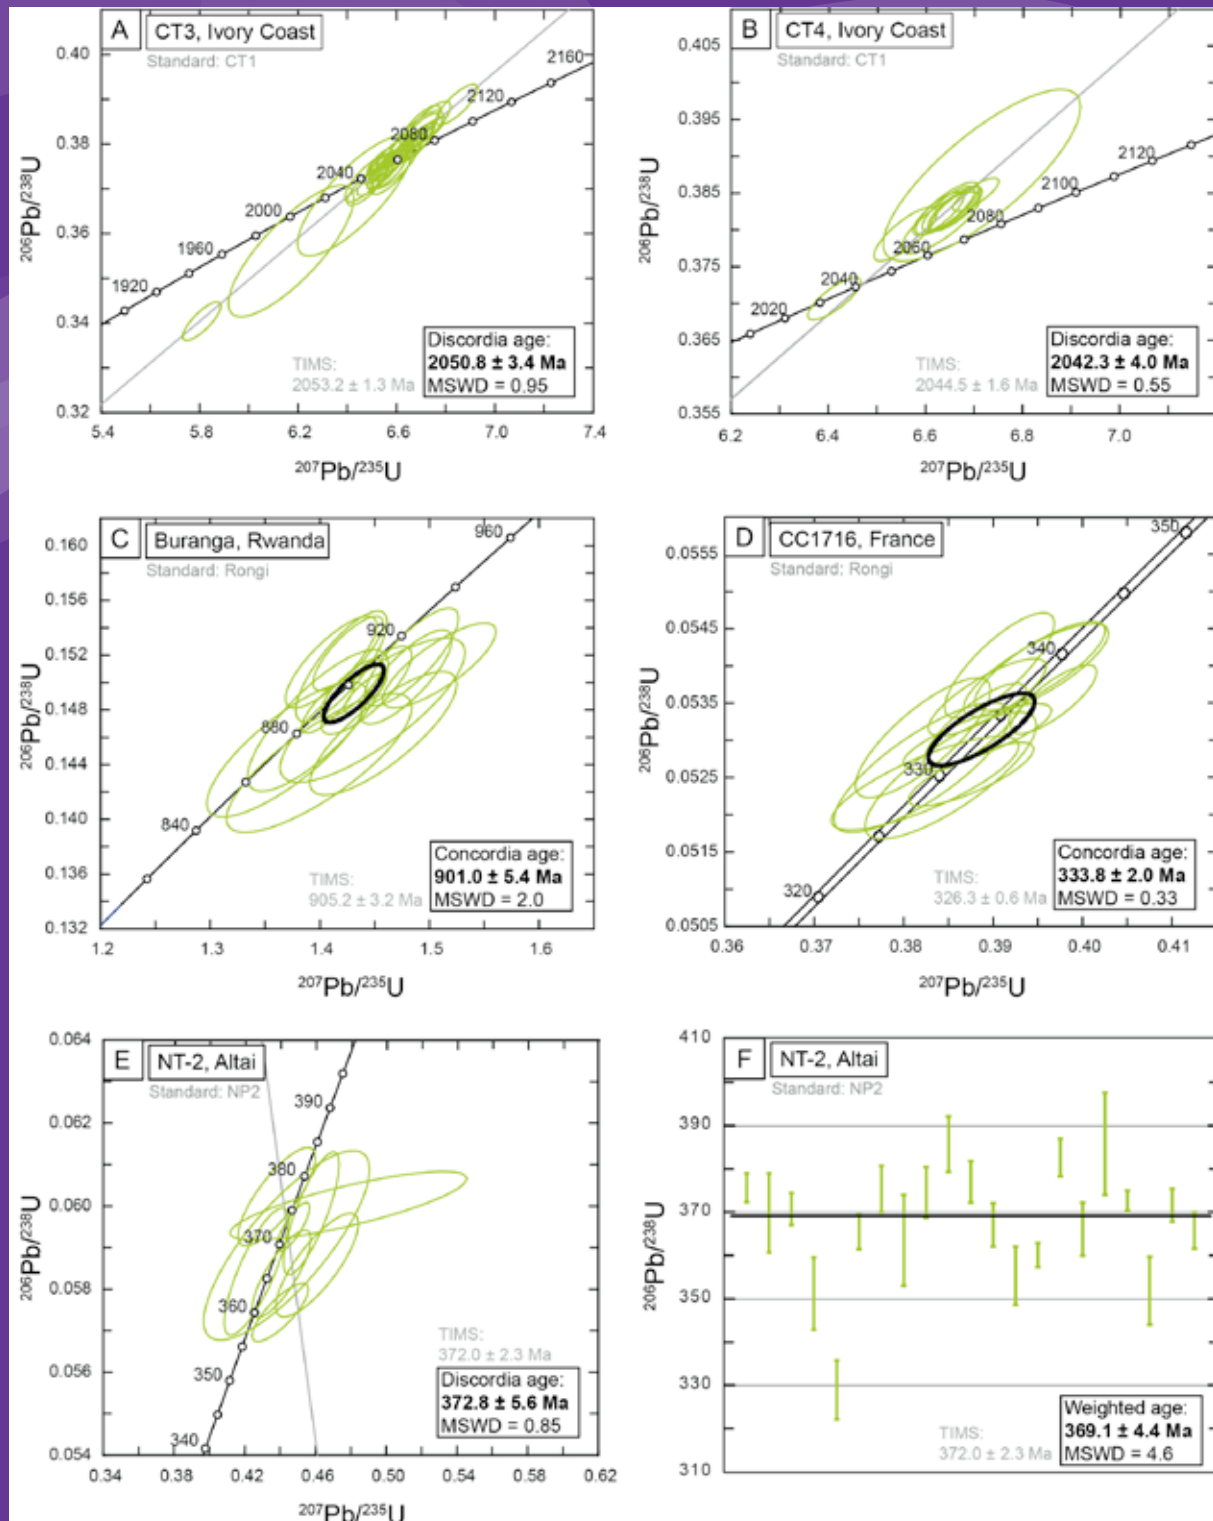 A
CT3, Ivory Coast
Standard: CT1
0.40
0.38
0.36
0.34
0.32
²⁰⁶Pb/²³⁸U
1920
1960
2000
2040
2080
2120
2160
TIMS:
2053.2 ± 1.3 Ma
Discordia age:
2050.8 ± 3.4 Ma
MSWD = 0.95
5.4 5.8 6.2 6.6 7.0 7.4
²⁰⁷Pb/²³⁵U
B
CT4, Ivory Coast
Standard: CT1
0.405
0.395
0.385
0.375
0.365
0.355
²⁰⁶Pb/²³⁸U
2020
2040
2060
2080
2100
2120
TIMS:
2044.5 ± 1.6 Ma
Discordia age:
2042.3 ± 4.0 Ma
MSWD = 0.55
6.2 6.4 6.6 6.8 7.0
²⁰⁷Pb/²³⁵U
C
Buranga, Rwanda
Standard: Rongi
0.160
0.156
0.152
0.148
0.144
0.140
0.136
0.132
²⁰⁶Pb/²³⁸U
840
880
920
960
TIMS:
905.2 ± 3.2 Ma
Concordia age:
901.0 ± 5.4 Ma
MSWD = 2.0
1.2 1.3 1.4 1.5 1.6
²⁰⁷Pb/²³⁵U
D
CC1716, France
Standard: Rongi
0.0555
0.0545
0.0535
0.0525
0.0515
0.0505
²⁰⁶Pb/²³⁸U
320
330
340
350
TIMS:
326.3 ± 0.6 Ma
Concordia age:
333.8 ± 2.0 Ma
MSWD = 0.33
0.36 0.37 0.38 0.39 0.40 0.41
²⁰⁷Pb/²³⁵U
E
NT-2, Altai
Standard: NP2
0.064
0.062
0.060
0.058
0.056
0.054
²⁰⁶Pb/²³⁸U
340
350
360
370
380
390
TIMS:
372.0 ± 2.3 Ma
Discordia age:
372.8 ± 5.6 Ma
MSWD = 0.85
0.34 0.38 0.42 0.46 0.50 0.54 0.58 0.62
²⁰⁷Pb/²³⁵U
F
NT-2, Altai
Standard: NP2
410
390
370
350
330
310
²⁰⁶Pb/²³⁸U
TIMS:
372.0 ± 2.3 Ma
Weighted age:
369.1 ± 4.4 Ma
MSWD = 4.6